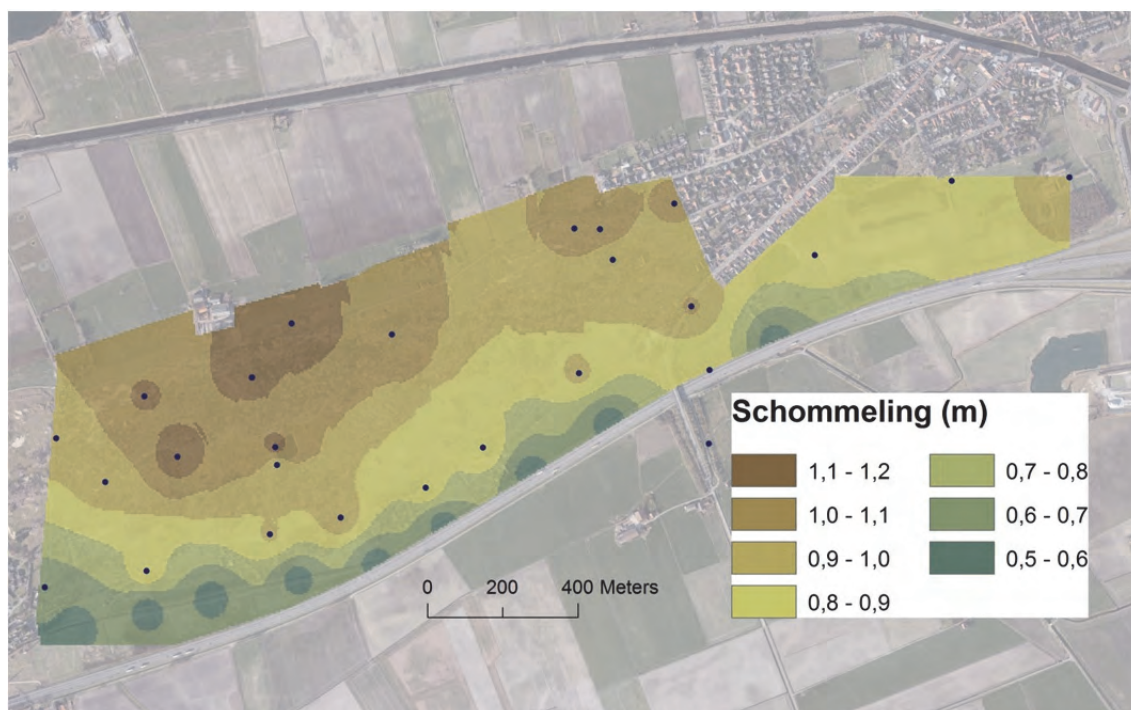 Schommeling (m)
1,1 - 1,2
1,0 - 1,1
0,9 - 1,0
0,8 - 0,9
0,7 - 0,8
0,6 - 0,7
0,5 - 0,6
0 200 400 Meters